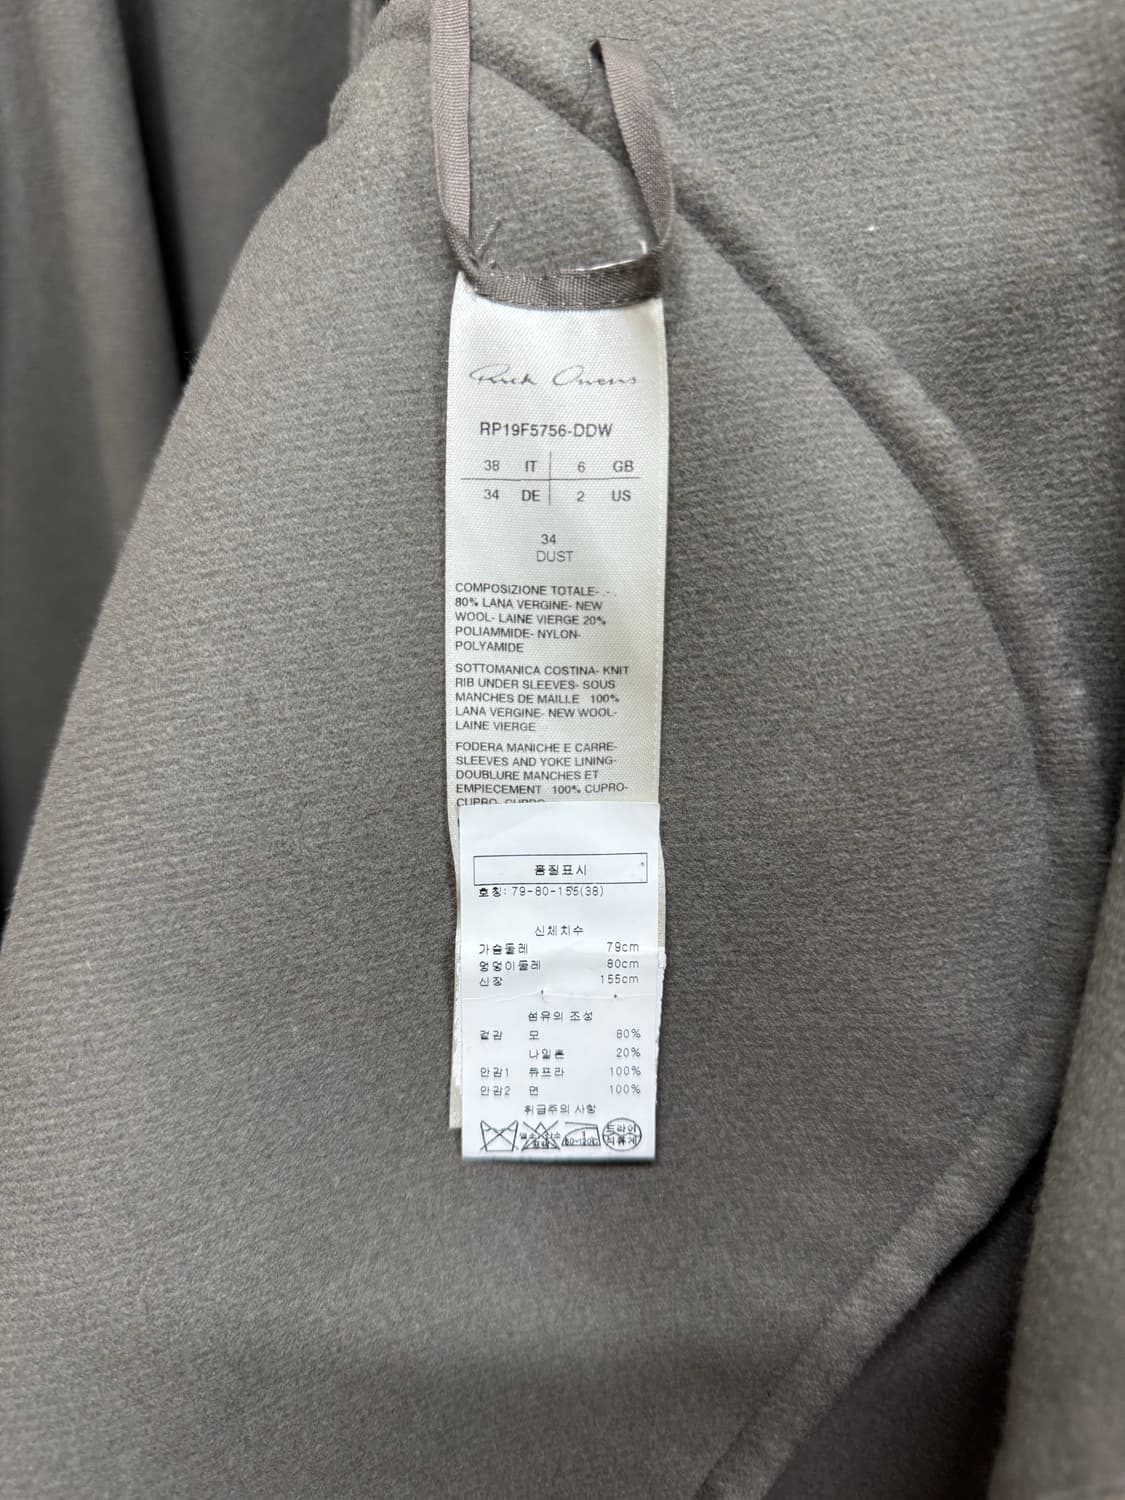 Rick Owens
RP19F5756-DDW
38 IT 6 GB
34 DE 2 US
34
DUST
COMPOSIZIONE TOTALE- .-
80% LANA VERGINE- NEW
WOOL- LAINE VIERGE 20%
POLIAMMIDE- NYLON-
POLYAMIDE
SOTTOMANICA COSTINA- KNIT
RIB UNDER SLEEVES- SOUS
MANCHES DE MAILLE 100%
LANA VERGINE- NEW WOOL-
LAINE VIERGE
FODERA MANICHE E CARRE-
SLEEVES AND YOKE LINING-
DOUBLURE MANCHES ET
EMPIECEMENT 100% CUPRO-
CUPRO- CUPRO
품질표시
호칭: 79-80-155(38)
신체치수
가슴둘레 79cm
엉덩이둘레 80cm
신장 155cm
섬유의 조성
겉감 모 80%
나일론 20%
안감1 큐프라 100%
안감2 면 100%
취급주의 사항
드라이